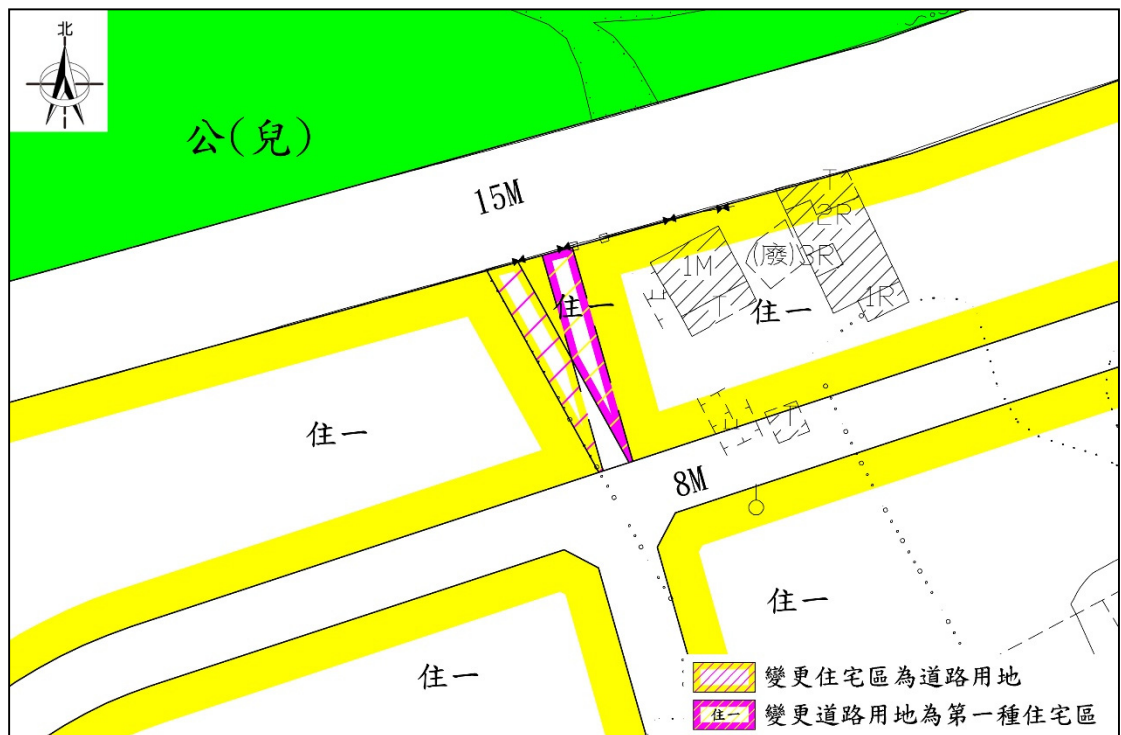 北
公(兒)
15M
T
2R
(廢)3R
1M
T
1R
住一
住一
住一
T
8M
住一
住一
變更住宅區為道路用地
住一 變更道路用地為第一種住宅區